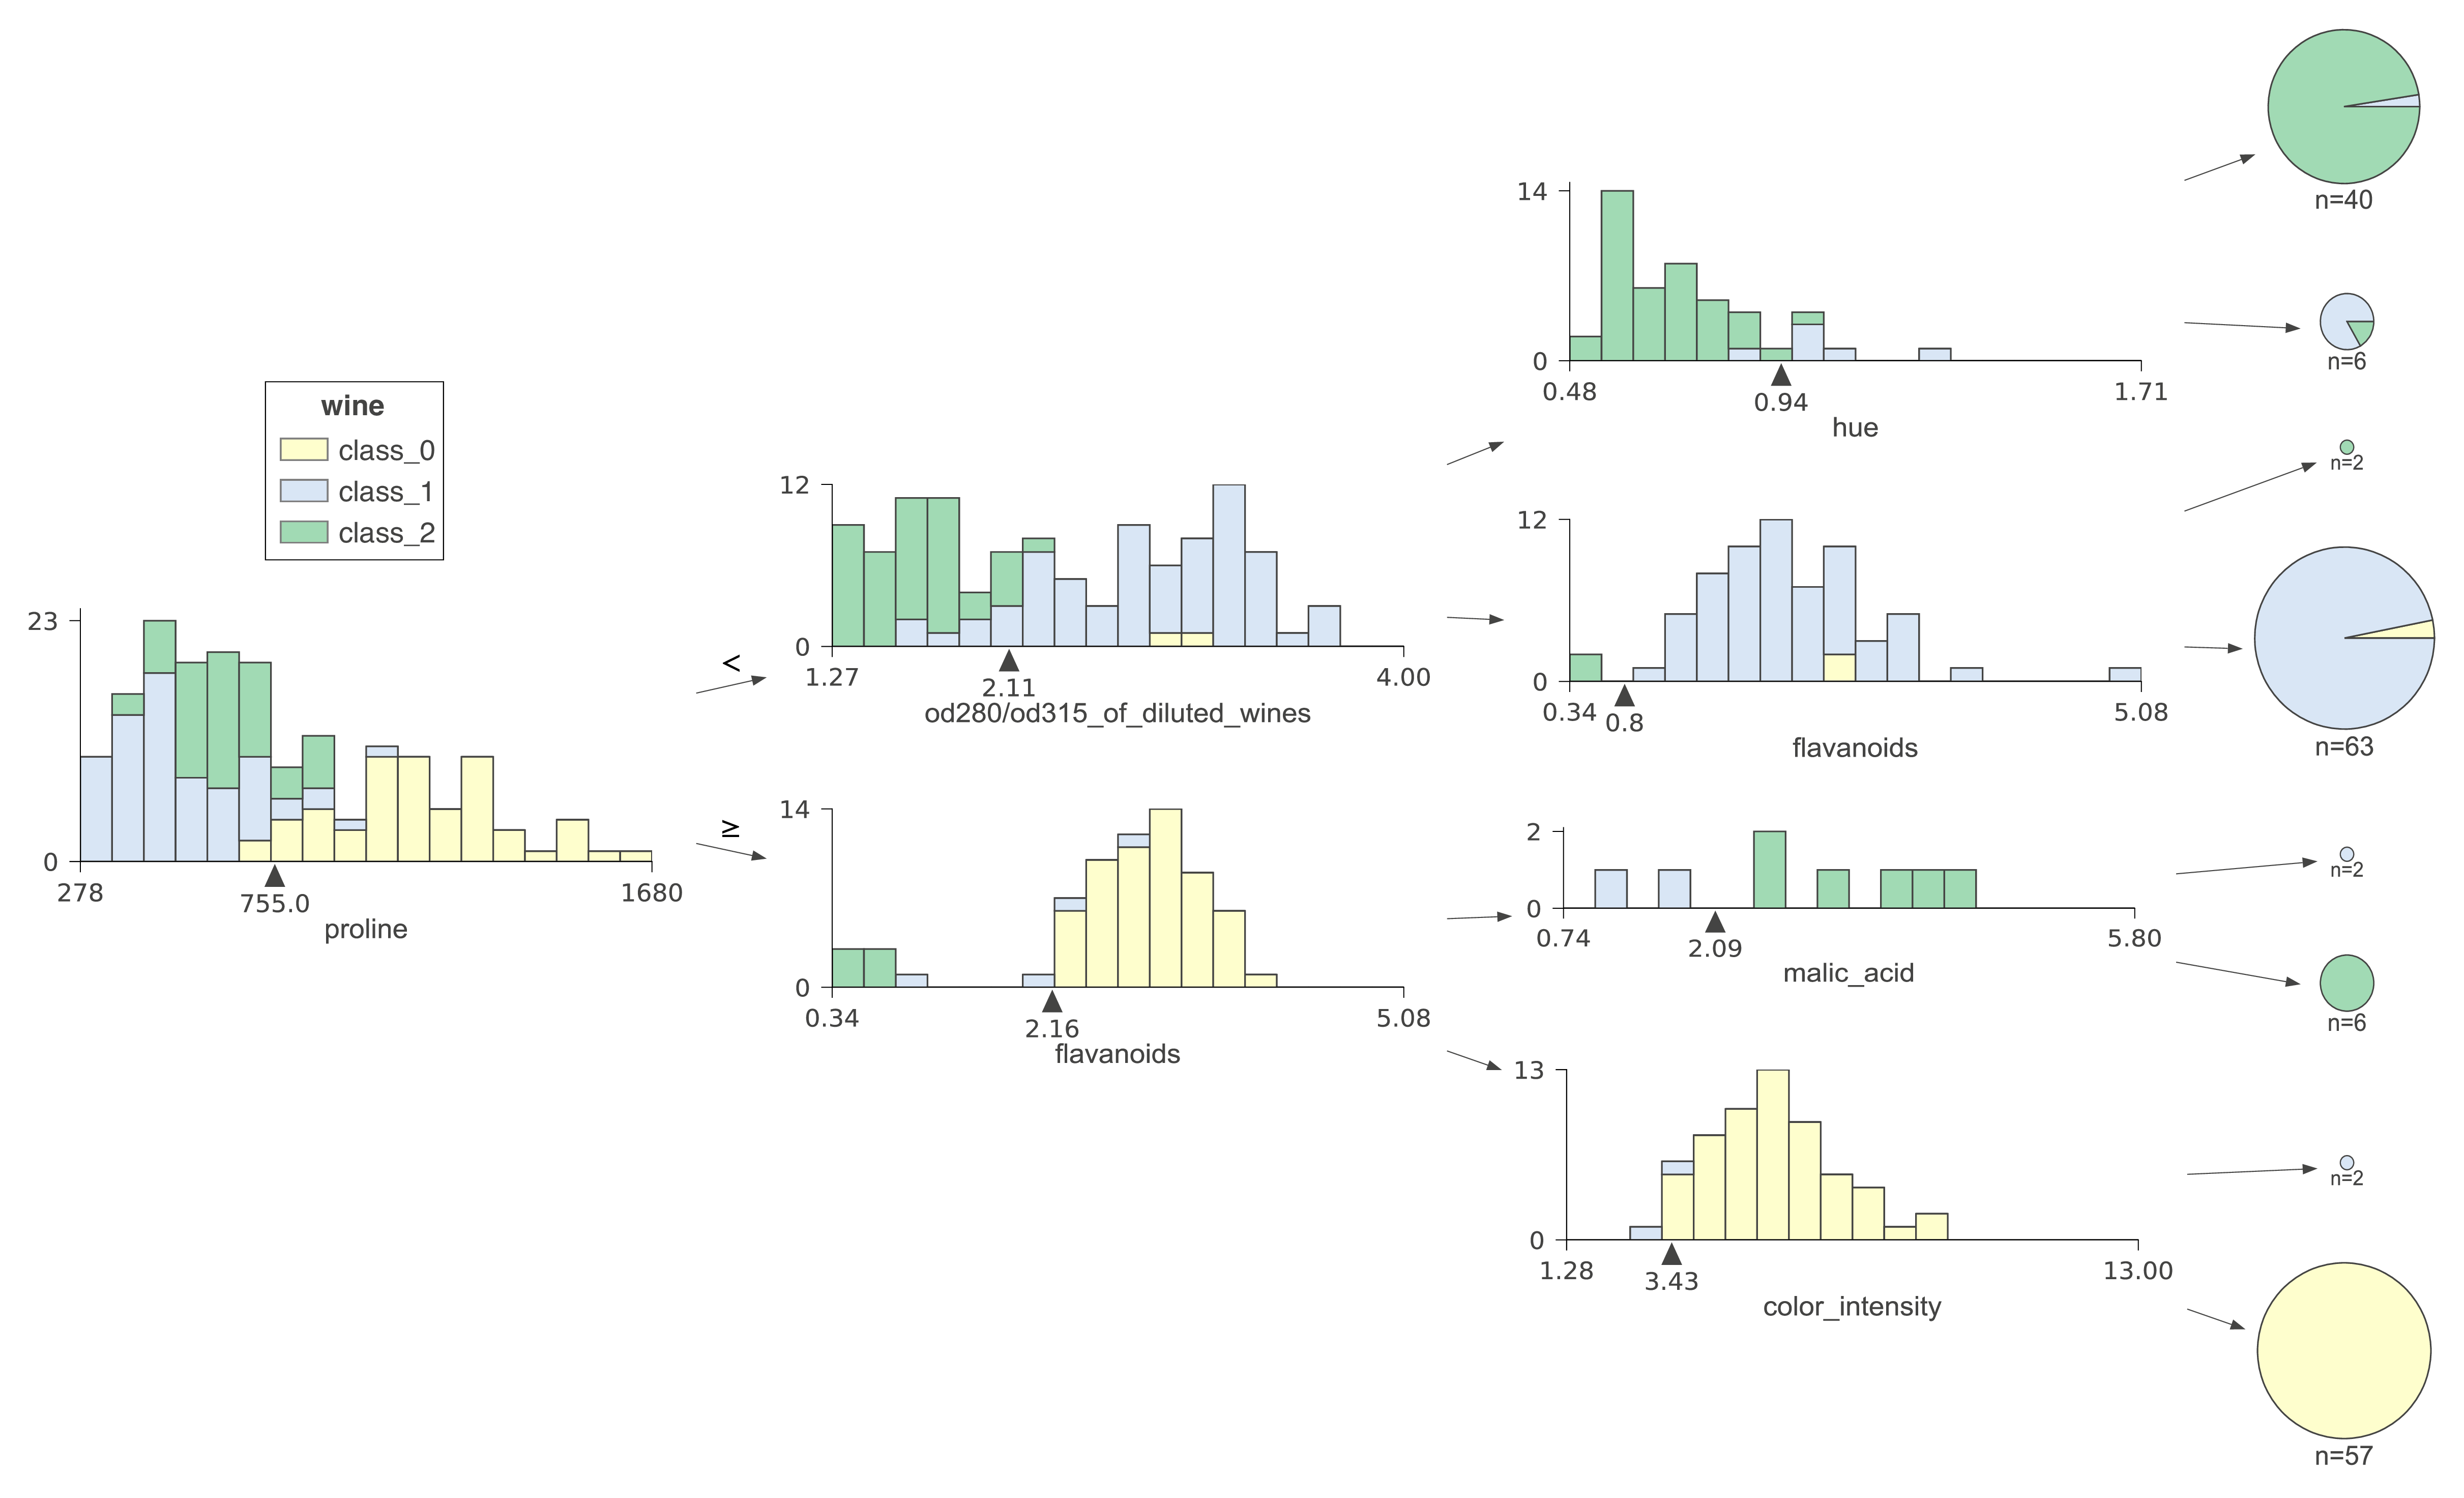 wine
class_0
class_1
class_2
23
0
278
755.0
1680
proline
<
≥
12
0
1.27
2.11
4.00
od280/od315_of_diluted_wines
14
0
0.34
2.16
5.08
flavanoids
14
0
0.48
0.94
1.71
hue
12
0
0.34
0.8
5.08
flavanoids
2
0
0.74
2.09
5.80
malic_acid
13
0
1.28
3.43
13.00
color_intensity
n=40
n=6
n=2
n=63
n=2
n=6
n=2
n=57